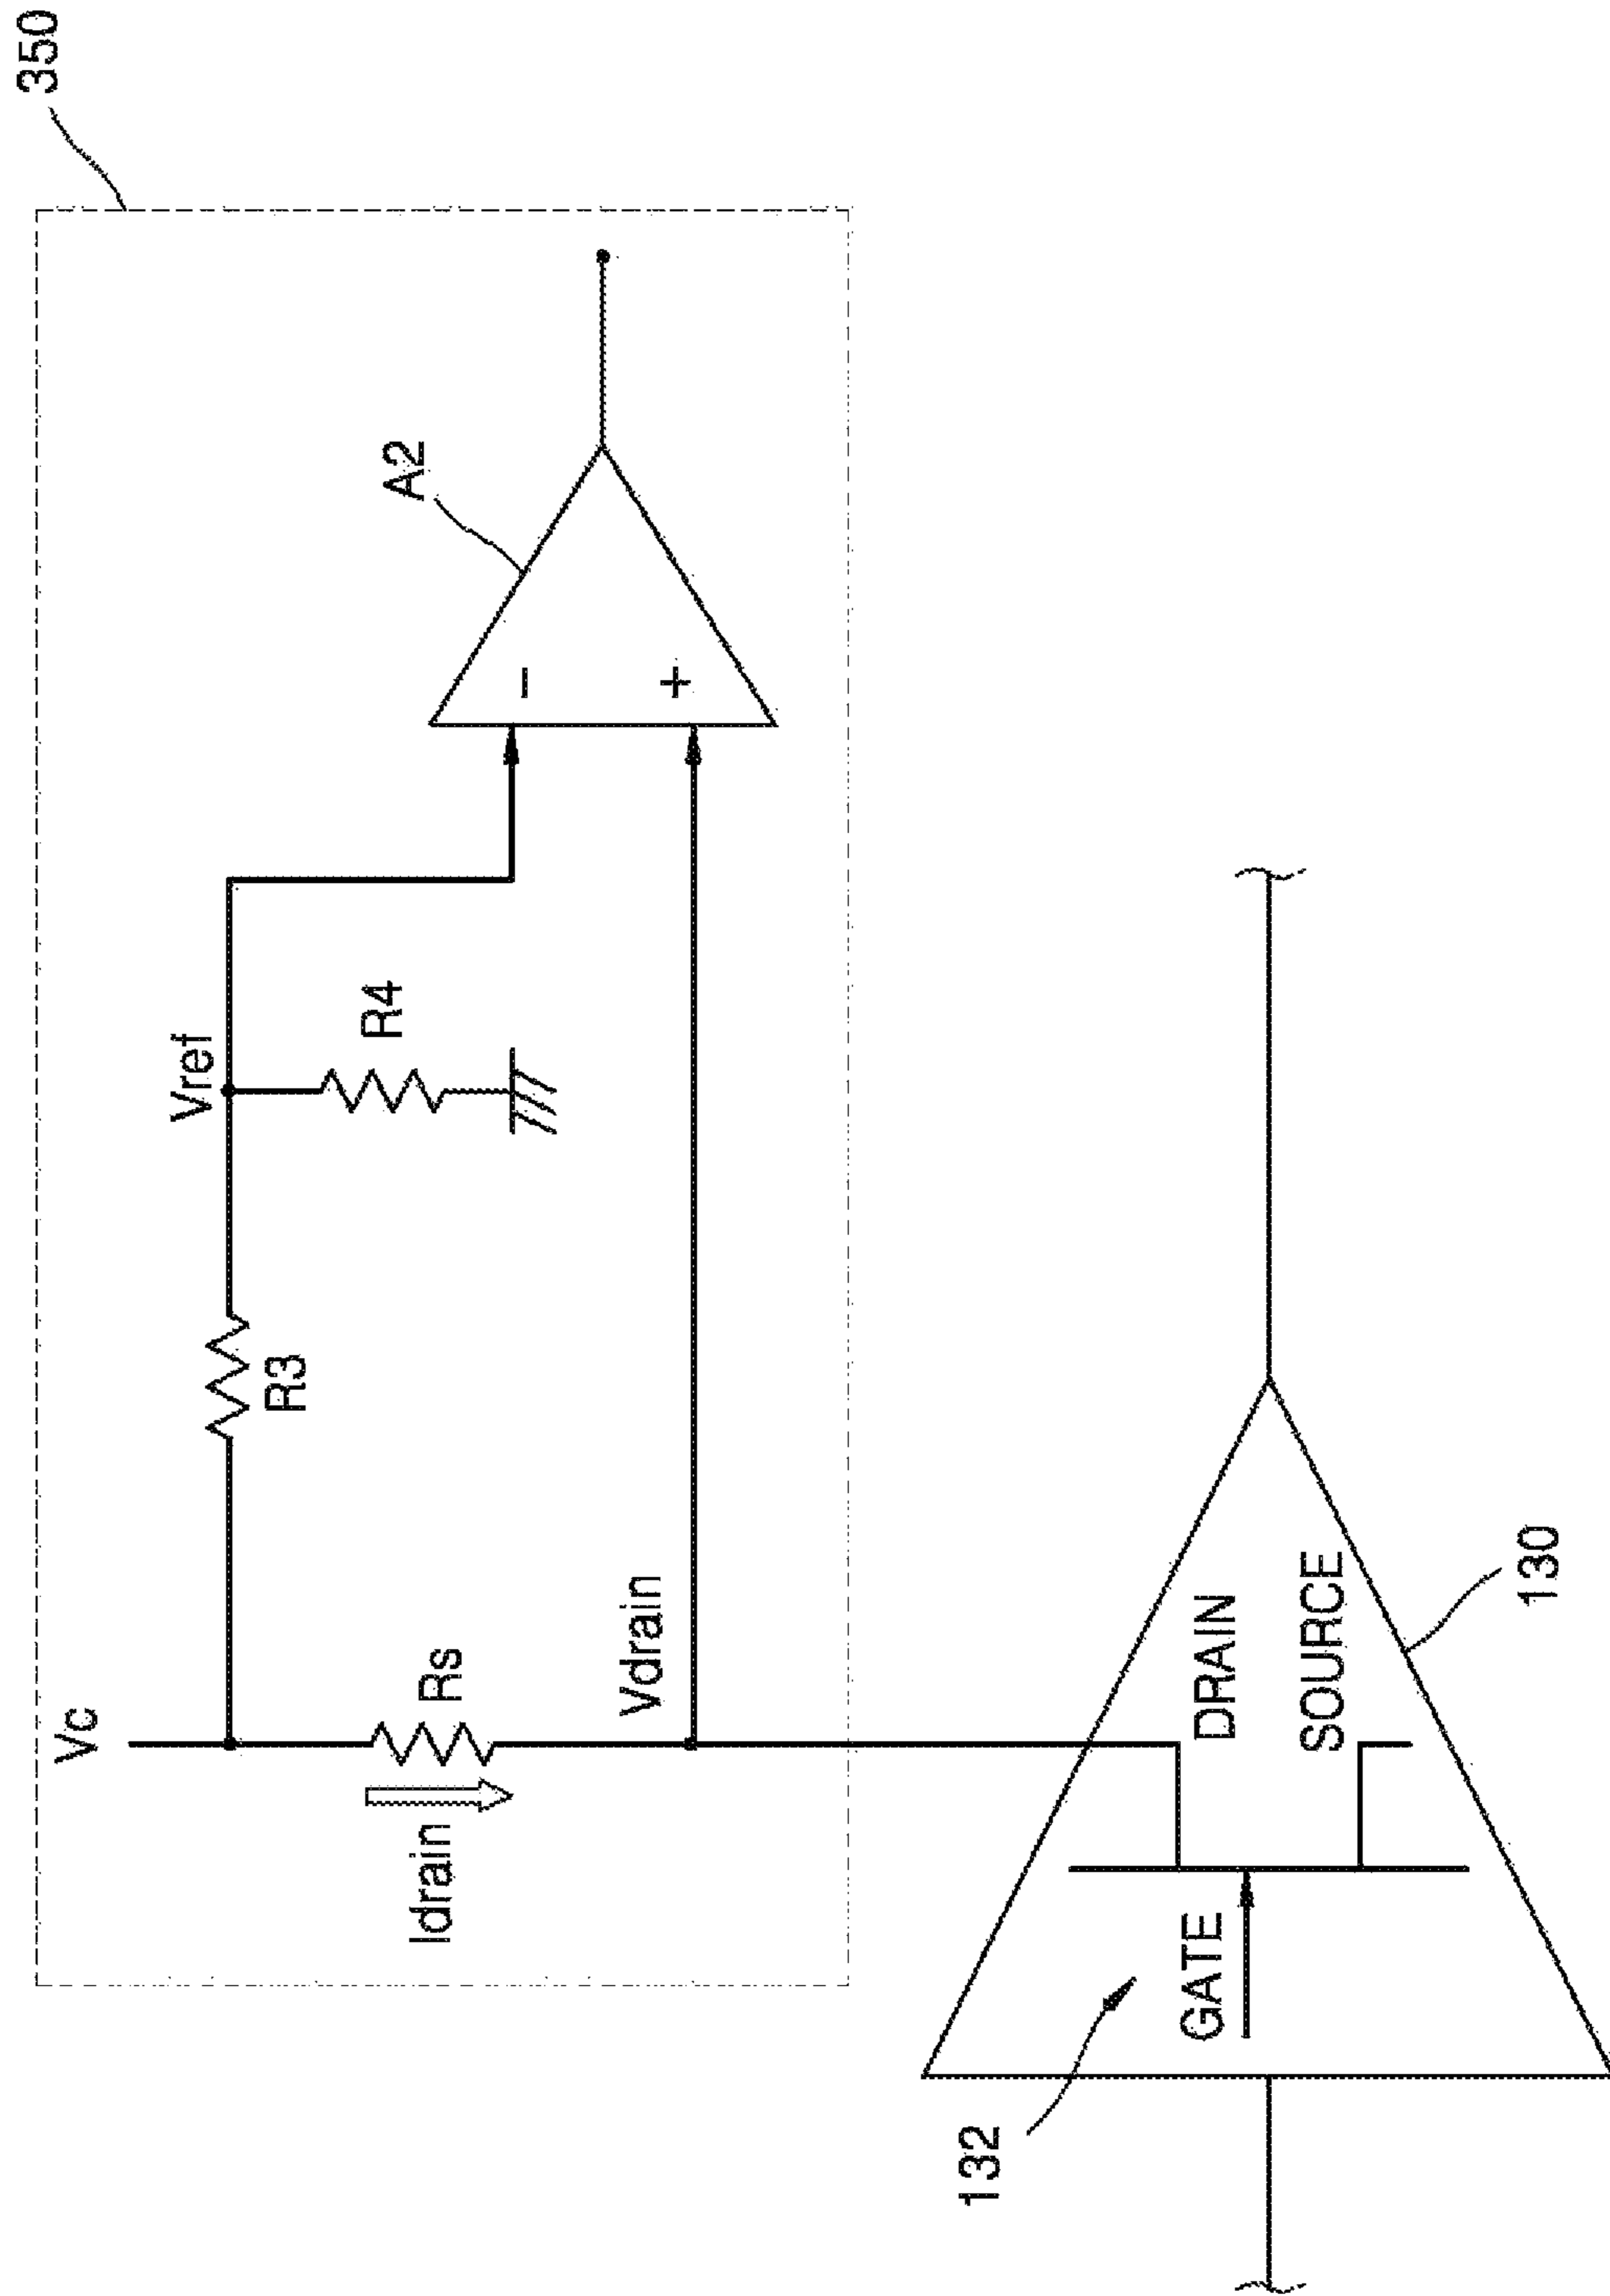 350
Vc
Vref
R3
R4
A2
Rs
Idrain
Vdrain
−
+
132
GATE
DRAIN
SOURCE
130